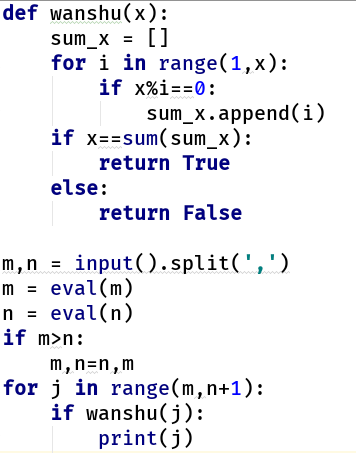 def wanshu(x):
    sum_x = []
    for i in range(1,x):
        if x%i==0:
            sum_x.append(i)
    if x==sum(sum_x):
        return True
    else:
        return False

m,n = input().split(',')
m = eval(m)
n = eval(n)
if m>n:
    m,n=n,m
for j in range(m,n+1):
    if wanshu(j):
        print(j)